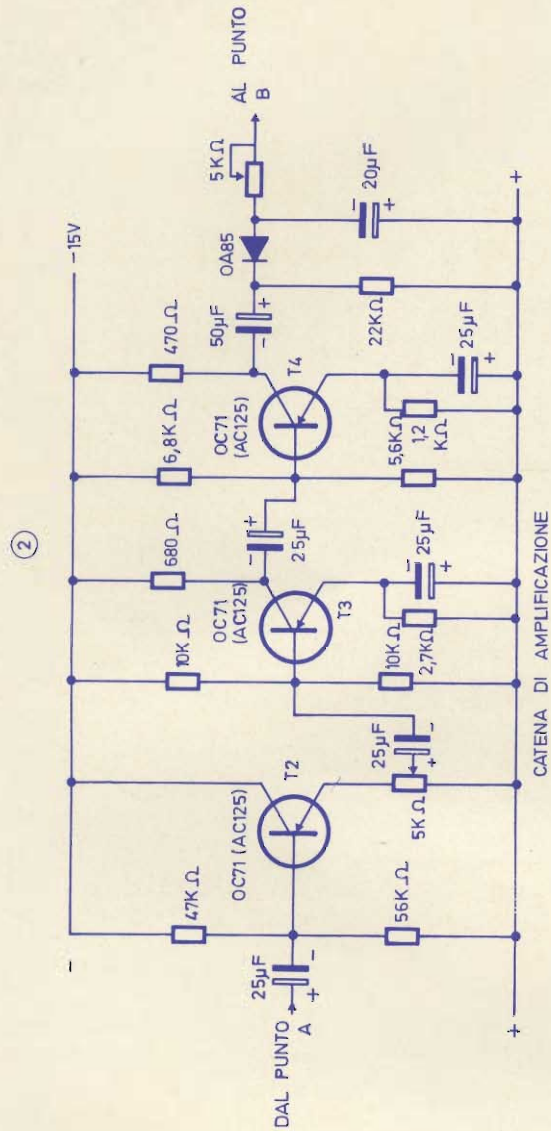 ②
-
-15V
47KΩ
10KΩ
680Ω
6,8KΩ
470Ω
25µF
- +
DAL PUNTO
A
+ -
OC71 (AC125)
T2
OC71
(AC125)
T3
25µF
- +
OC71
(AC125)
T4
50µF
- +
OA85
5KΩ
AL PUNTO
B
56KΩ
5KΩ
25µF
+ -
10KΩ
2,7KΩ
-
25µF
+
5,6KΩ
1,2
KΩ
-
25µF
+
22KΩ
-
20µF
+
+
+
CATENA DI AMPLIFICAZIONE